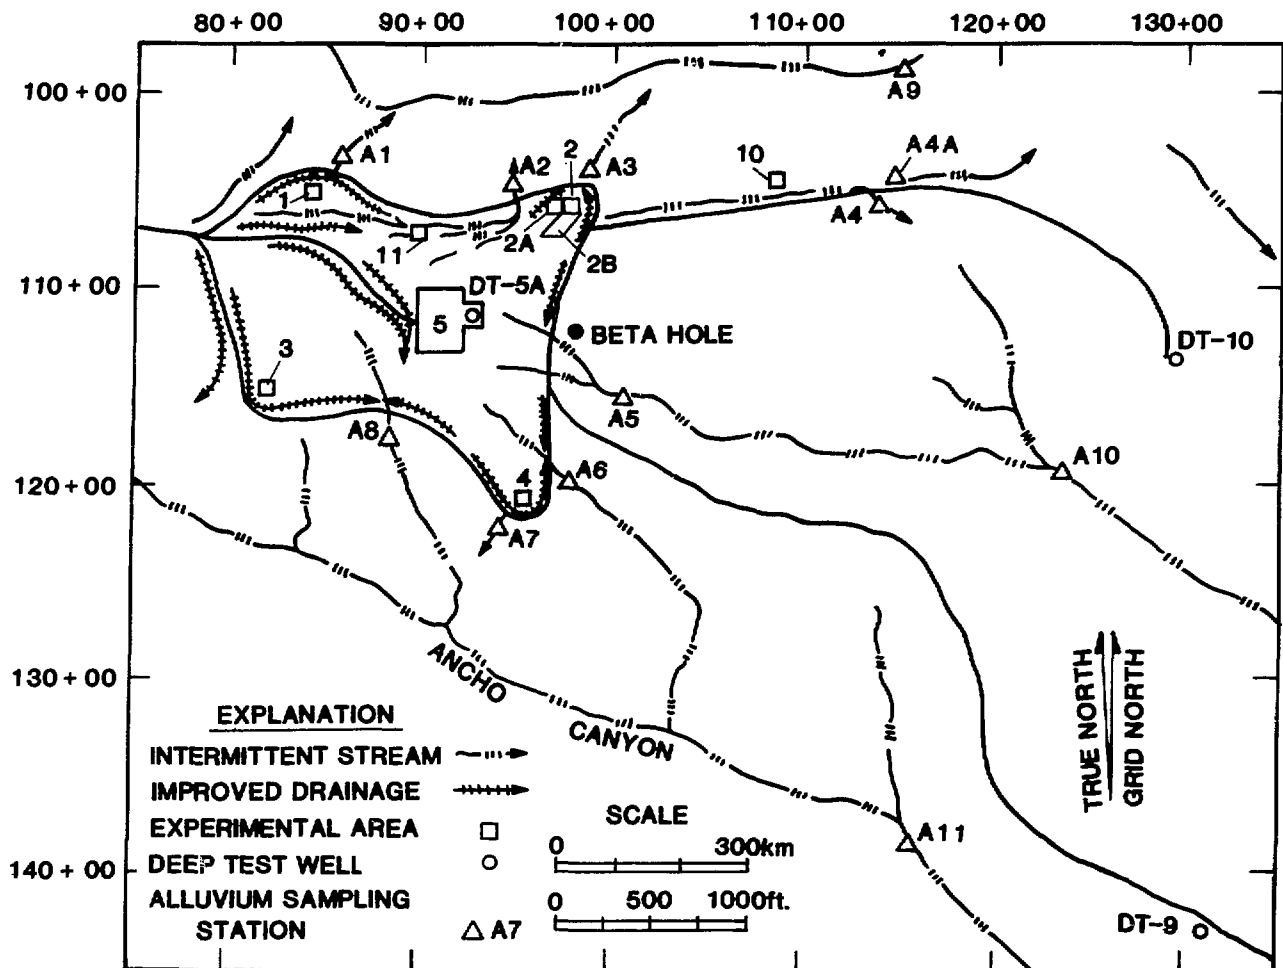 80+00 90+00 100+00 110+00 120+00 130+00
100+00
A9
A1
A2
2
A3
10
A4A
1
A4
11
2A
2B
110+00
DT-5A
5
BETA HOLE
DT-10
3
A5
A8
A10
120+00
4
A6
A7
ANCHO
CANYON
130+00
TRUE NORTH
GRID NORTH
EXPLANATION
INTERMITTENT STREAM
IMPROVED DRAINAGE
EXPERIMENTAL AREA
DEEP TEST WELL
ALLUVIUM SAMPLING
STATION A7
SCALE
0 300km
0 500 1000ft.
A11
140+00
DT-9